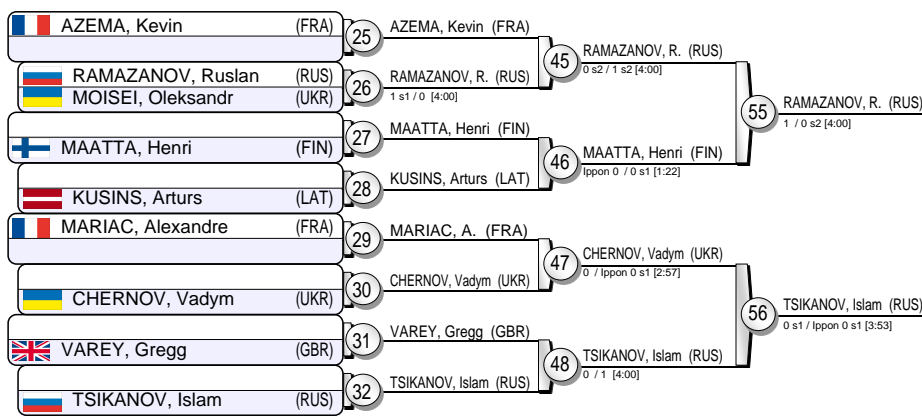 AZEMA, Kevin (FRA)
25
AZEMA, Kevin (FRA)
RAMAZANOV, Ruslan (RUS)
MOISEI, Oleksandr (UKR)
26
RAMAZANOV, R. (RUS)
1 s1 / 0 [4:00]
45
RAMAZANOV, R. (RUS)
0 s2 / 1 s2 [4:00]
MAATTA, Henri (FIN)
27
MAATTA, Henri (FIN)
KUSINS, Arturs (LAT)
28
KUSINS, Arturs (LAT)
46
MAATTA, Henri (FIN)
Ippon 0 / 0 s1 [1:22]
55
RAMAZANOV, R. (RUS)
1 / 0 s2 [4:00]
MARIAC, Alexandre (FRA)
29
MARIAC, A. (FRA)
CHERNOV, Vadym (UKR)
30
CHERNOV, Vadym (UKR)
47
CHERNOV, Vadym (UKR)
0 / Ippon 0 s1 [2:57]
VAREY, Gregg (GBR)
31
VAREY, Gregg (GBR)
TSIKANOV, Islam (RUS)
32
TSIKANOV, Islam (RUS)
48
TSIKANOV, Islam (RUS)
0 / 1 [4:00]
56
TSIKANOV, Islam (RUS)
0 s1 / Ippon 0 s1 [3:53]